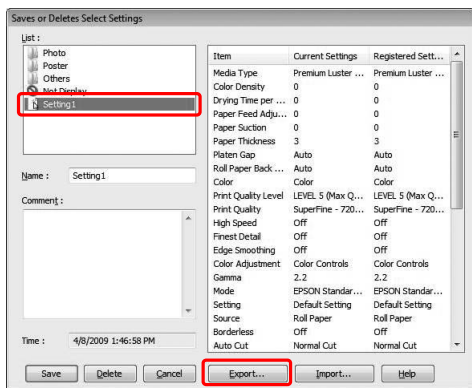 Saves or Deletes Select Settings
List :
Photo
Poster
Others
Not Display
Setting1
Name : Setting1
Comment :
Time : 4/8/2009 1:46:58 PM
Item Current Settings Registered Sett...
Media Type Premium Luster ... Premium Luster ...
Color Density 0 0
Drying Time per ... 0 0
Paper Feed Adju... 0 0
Paper Suction 0 0
Paper Thickness 3 3
Platen Gap Auto Auto
Roll Paper Back ... Auto Auto
Color Color Color
Print Quality Level LEVEL 5 (Max Q... LEVEL 5 (Max Q...
Print Quality SuperFine - 720... SuperFine - 720...
High Speed Off Off
Finest Detail Off Off
Edge Smoothing Off Off
Color Adjustment Color Controls Color Controls
Gamma 2.2 2.2
Mode EPSON Standar... EPSON Standar...
Setting Default Setting Default Setting
Source Roll Paper Roll Paper
Borderless Off Off
Auto Cut Normal Cut Normal Cut
Save Delete Cancel Export... Import... Help